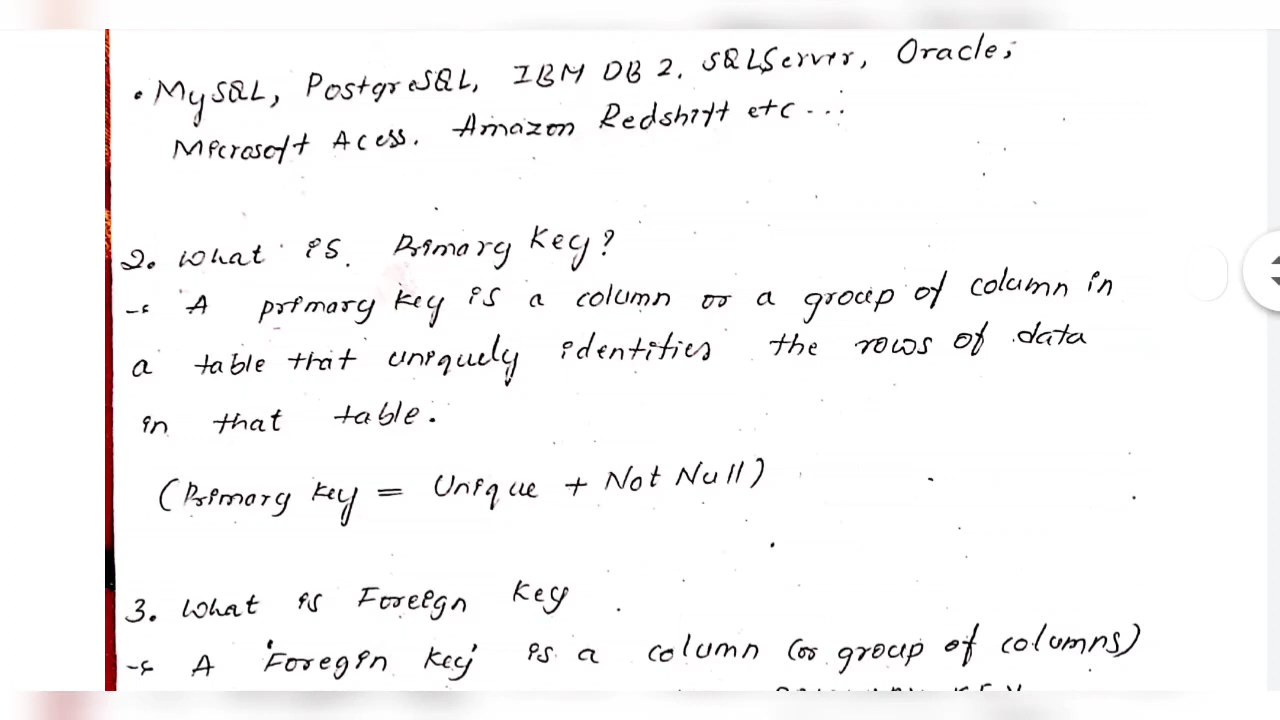 • MySQL, PostgreSQL, IBM DB 2, SQLServer, Oracle,
Microsoft Acess. Amazon Redshift etc ...
2. What is Primary Key?
→ A primary key is a column or a group of column in
a table that uniquely identifies the rows of data
in that table.
(Primary key = Unique + Not Null)
3. What is Foreign key
→ A 'Foregin key' is a column (or group of columns)